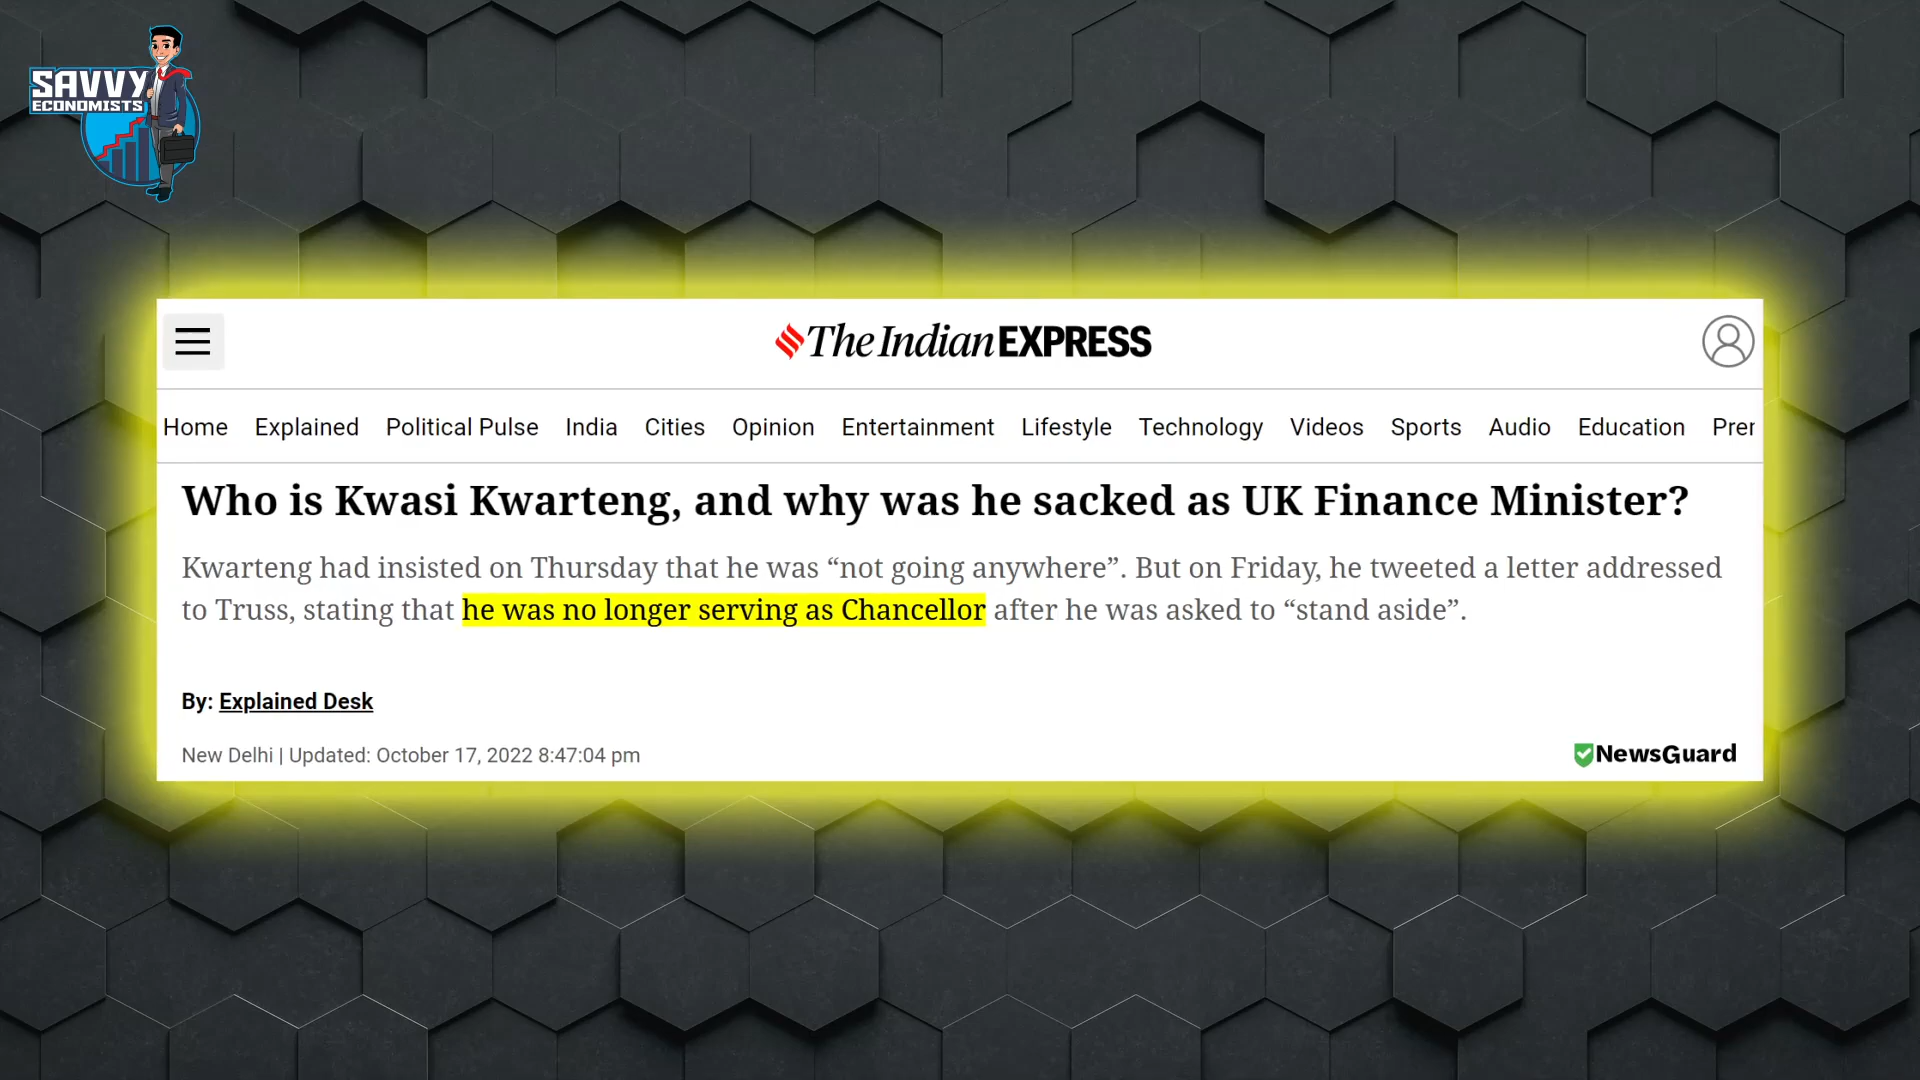 SAVVY
ECONOMISTS
The Indian EXPRESS
Home Explained Political Pulse India Cities Opinion Entertainment Lifestyle Technology Videos Sports Audio Education Prer
Who is Kwasi Kwarteng, and why was he sacked as UK Finance Minister?
Kwarteng had insisted on Thursday that he was “not going anywhere”. But on Friday, he tweeted a letter addressed
to Truss, stating that he was no longer serving as Chancellor after he was asked to “stand aside”.
By: Explained Desk
New Delhi | Updated: October 17, 2022 8:47:04 pm
NewsGuard